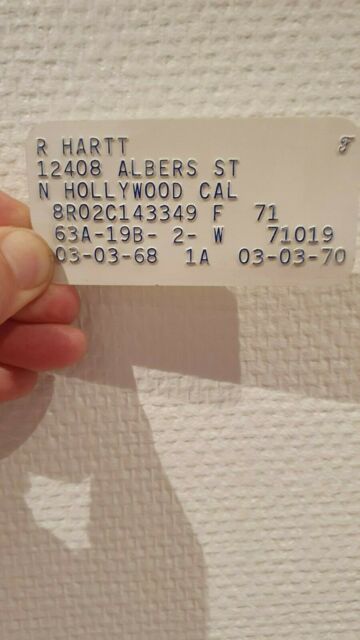 R HARTT F
12408 ALBERS ST
N HOLLYWOOD CAL
8R02C143349 F 71
63A-19B- 2- W 71019
03-03-68 1A 03-03-70